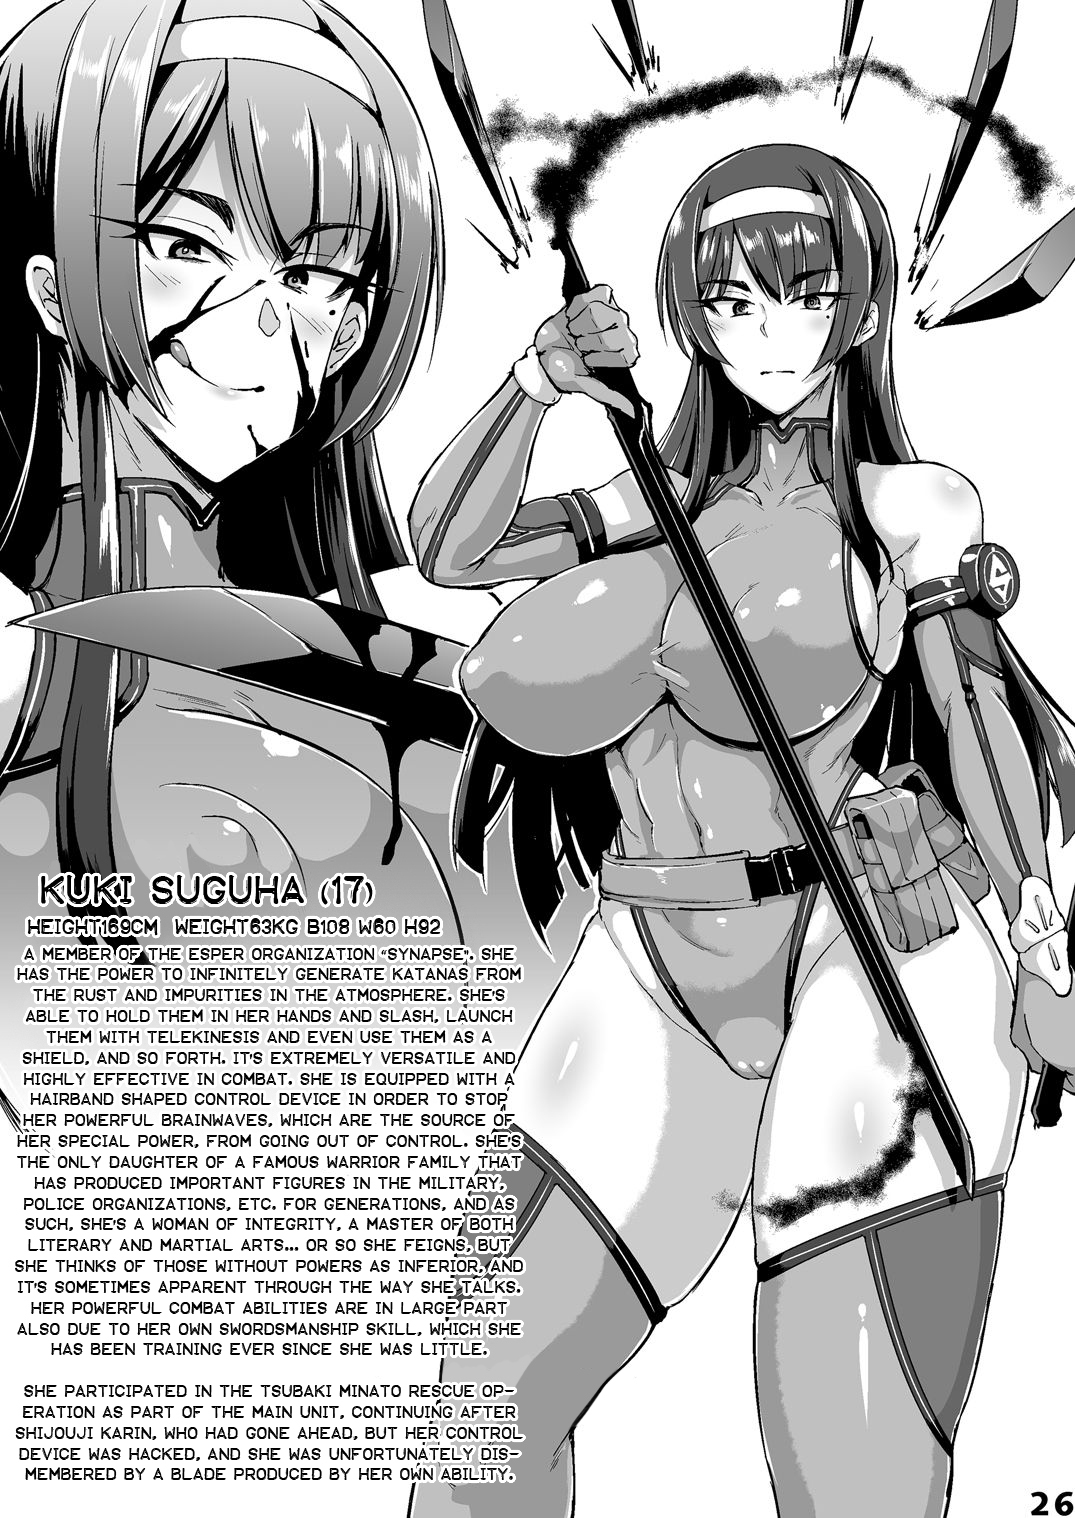 KUKI SUGUHA (17)
HEIGHT169CM WEIGHT63KG B108 W60 H92
A MEMBER OF THE ESPER ORGANIZATION "SYNAPSE". SHE
HAS THE POWER TO INFINITELY GENERATE KATANAS FROM
THE RUST AND IMPURITIES IN THE ATMOSPHERE. SHE'S
ABLE TO HOLD THEM IN HER HANDS AND SLASH, LAUNCH
THEM WITH TELEKINESIS AND EVEN USE THEM AS A
SHIELD, AND SO FORTH. IT'S EXTREMELY VERSATILE AND
HIGHLY EFFECTIVE IN COMBAT. SHE IS EQUIPPED WITH A
HAIRBAND SHAPED CONTROL DEVICE IN ORDER TO STOP
HER POWERFUL BRAINWAVES, WHICH ARE THE SOURCE OF
HER SPECIAL POWER, FROM GOING OUT OF CONTROL. SHE'S
THE ONLY DAUGHTER OF A FAMOUS WARRIOR FAMILY THAT
HAS PRODUCED IMPORTANT FIGURES IN THE MILITARY,
POLICE ORGANIZATIONS, ETC. FOR GENERATIONS, AND AS
SUCH, SHE'S A WOMAN OF INTEGRITY, A MASTER OF BOTH
LITERARY AND MARTIAL ARTS... OR SO SHE FEIGNS, BUT
SHE THINKS OF THOSE WITHOUT POWERS AS INFERIOR, AND
IT'S SOMETIMES APPARENT THROUGH THE WAY SHE TALKS.
HER POWERFUL COMBAT ABILITIES ARE IN LARGE PART
ALSO DUE TO HER OWN SWORDSMANSHIP SKILL, WHICH SHE
HAS BEEN TRAINING EVER SINCE SHE WAS LITTLE.
SHE PARTICIPATED IN THE TSUBAKI MINATO RESCUE OP-
ERATION AS PART OF THE MAIN UNIT, CONTINUING AFTER
SHIJOUJI KARIN, WHO HAD GONE AHEAD, BUT HER CONTROL
DEVICE WAS HACKED, AND SHE WAS UNFORTUNATELY DIS-
MEMBERED BY A BLADE PRODUCED BY HER OWN ABILITY.
26